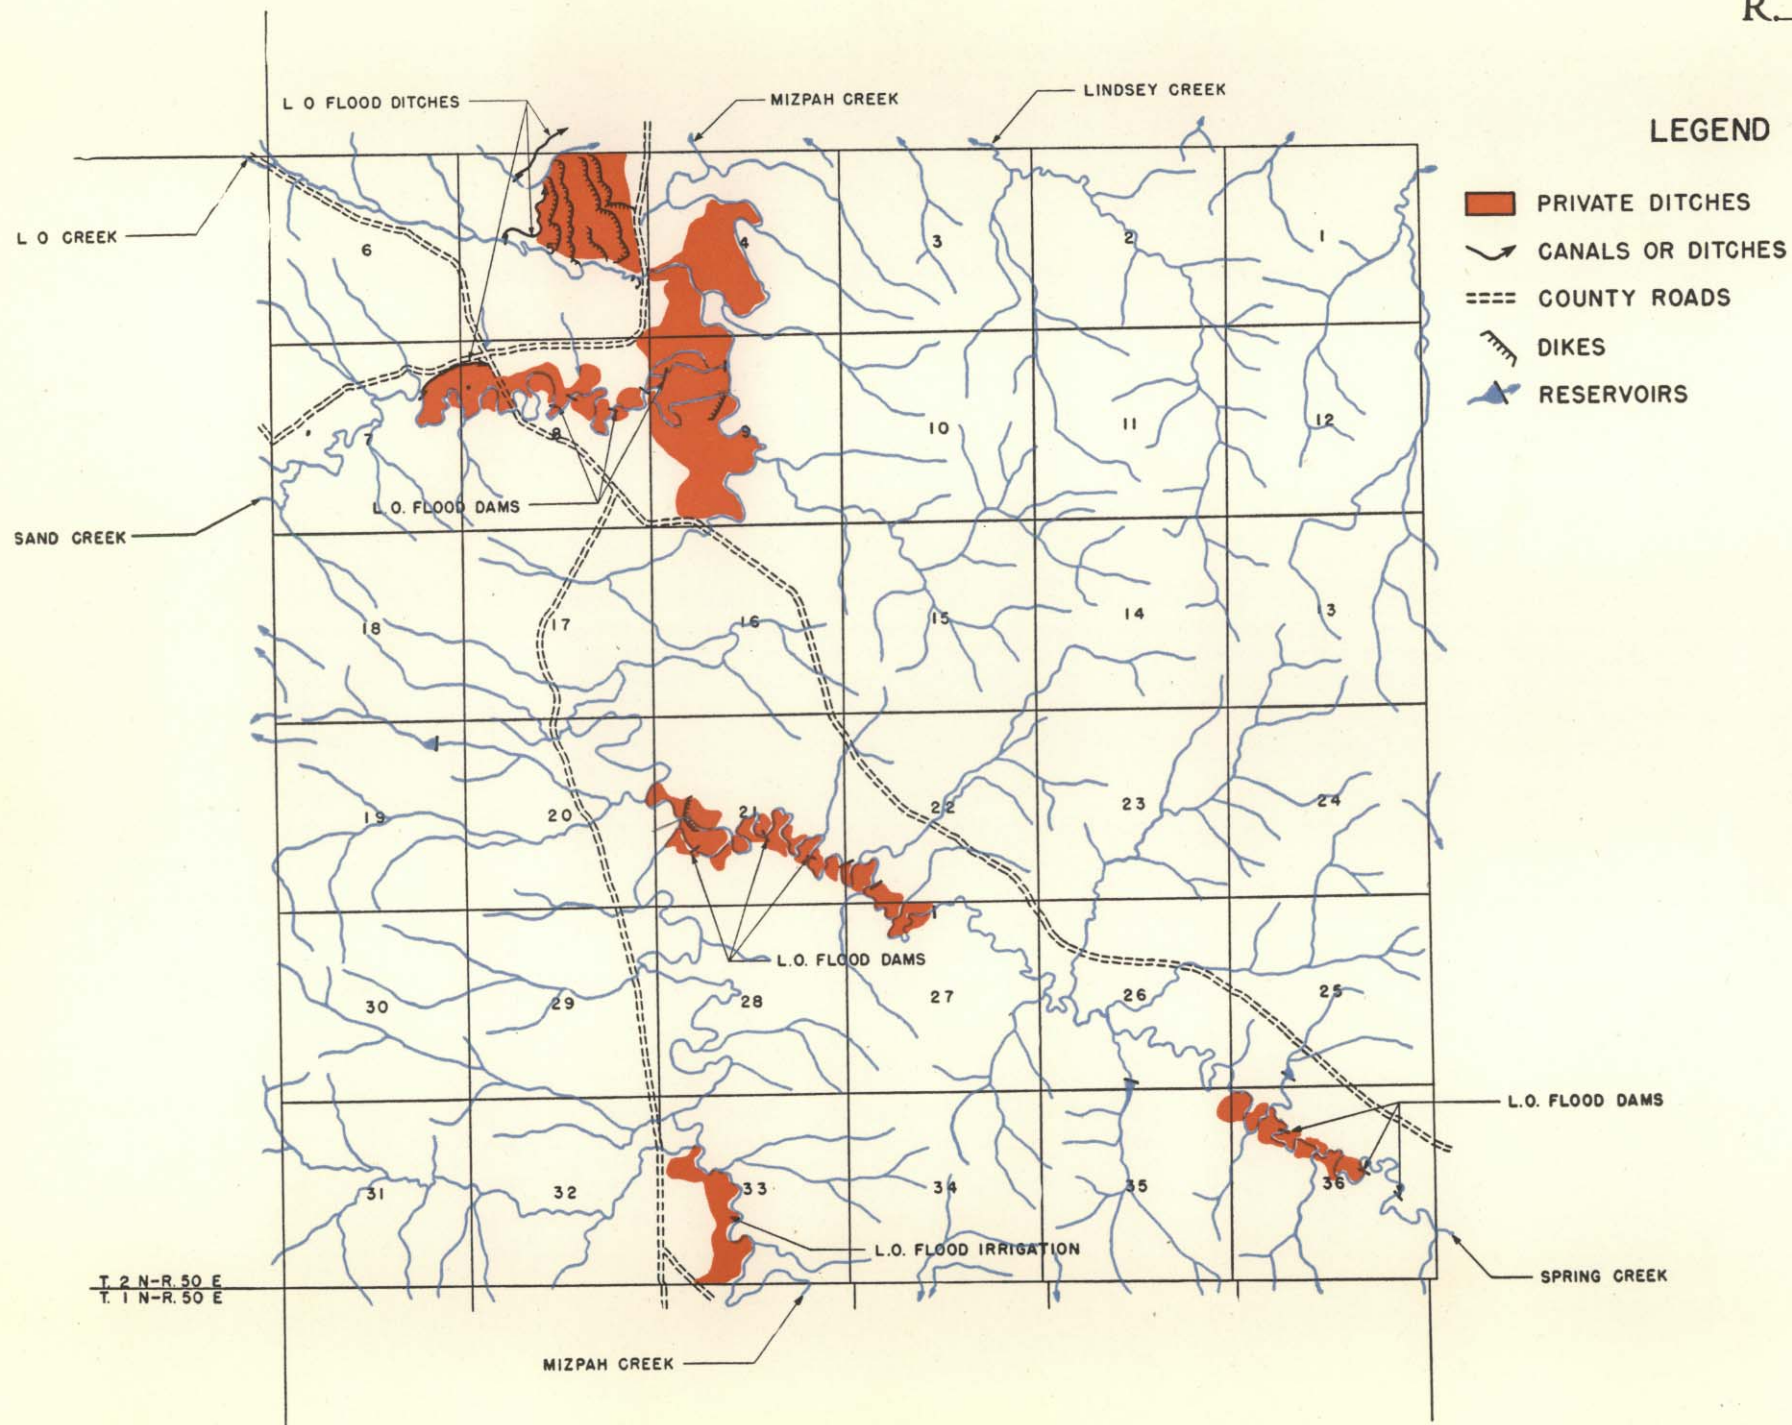 R.
L O FLOOD DITCHES
MIZPAH CREEK
LINDSEY CREEK
LEGEND
PRIVATE DITCHES
CANALS OR DITCHES
COUNTY ROADS
DIKES
RESERVOIRS
L O CREEK
6
5
4
3
2
1
7
8
9
10
11
12
L.O. FLOOD DAMS
SAND CREEK
18
17
16
15
14
13
19
20
21
22
23
24
L.O. FLOOD DAMS
30
29
28
27
26
25
L.O. FLOOD DAMS
31
32
33
34
35
36
L.O. FLOOD IRRIGATION
SPRING CREEK
T. 2 N-R. 50 E
T. 1 N-R. 50 E
MIZPAH CREEK